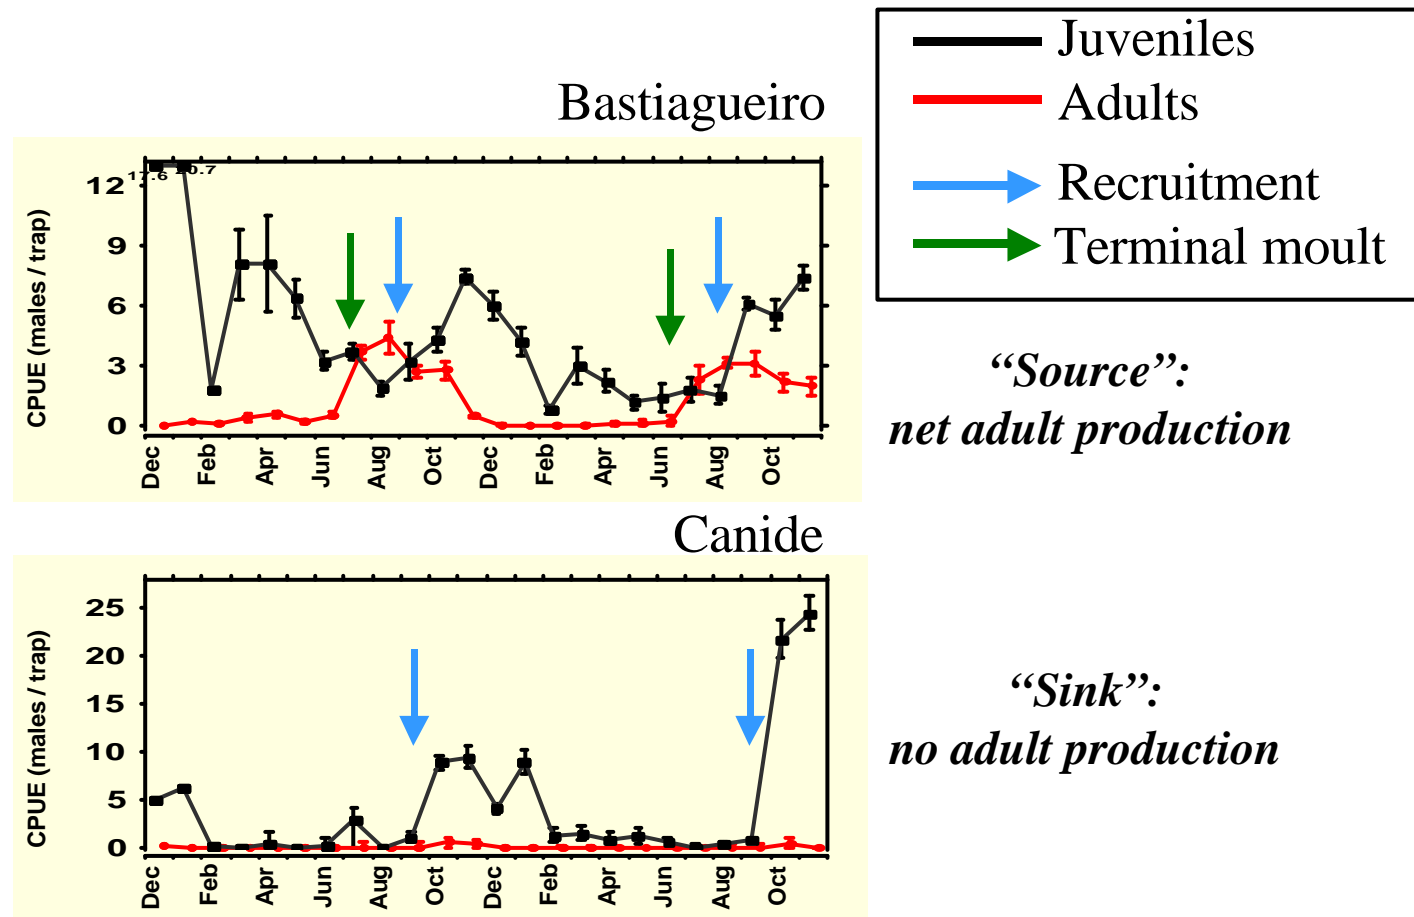 Juveniles
Adults
Recruitment
Terminal moult
Bastiagueiro
CPUE (males / trap)
12
9
6
3
0
17.6
Dec
Feb
Apr
Jun
Aug
Oct
Dec
Feb
Apr
Jun
Aug
Oct
“Source”:
net adult production
Canide
CPUE (males / trap)
25
20
15
10
5
0
Dec
Feb
Apr
Jun
Aug
Oct
Dec
Feb
Apr
Jun
Aug
Oct
“Sink”:
no adult production